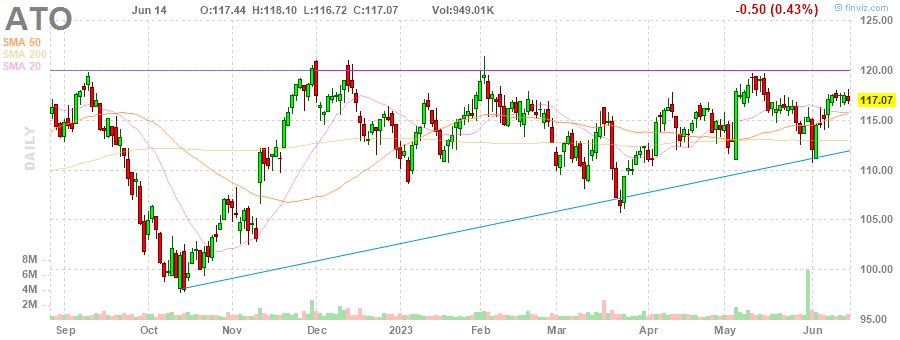 ATO
Jun 14 O:117.44 H:118.10 L:116.72 C:117.07 Vol:949.01K -0.50 (0.43%)
© finviz.com
SMA 50
SMA 200
SMA 20
DAILY
125.00
120.00
117.07
115.00
110.00
105.00
100.00
95.00
8M
6M
4M
2M
Sep Oct Nov Dec 2023 Feb Mar Apr May Jun